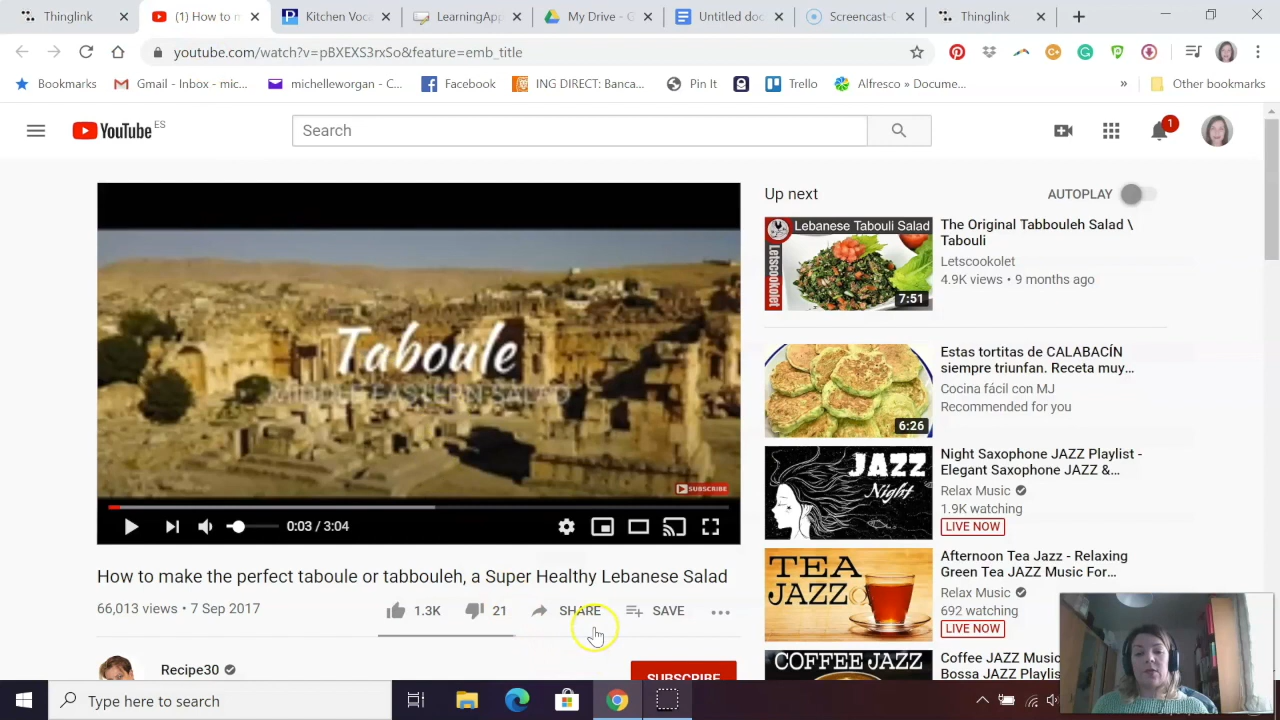 Thinglink
(1) How to m
Kitchen Voca
LearningApp
My Drive - G
Untitled doc
Screencast-O
Thinglink
youtube.com/watch?v=pBXEXS3rxSo&feature=emb_title
Bookmarks
Gmail - Inbox - mic...
michelleworgan - C...
Facebook
ING DIRECT: Banca...
Pin It
Trello
Alfresco » Docume...
»
Other bookmarks
YouTube ES
Search
1
Taboule
SUBSCRIBE
0:03 / 3:04
How to make the perfect taboule or tabbouleh, a Super Healthy Lebanese Salad
66,013 views • 7 Sep 2017
1.3K
21
SHARE
SAVE
Recipe30
SUBSCRIBE
Up next
AUTOPLAY
Lebanese Tabouli Salad
Letscookolet
7:51
The Original Tabbouleh Salad \
Tabouli
Letscookolet
4.9K views • 9 months ago
6:26
Estas tortitas de CALABACÍN
siempre triunfan. Receta muy...
Cocina fácil con MJ
Recommended for you
JAZZ
Night
Night Saxophone JAZZ Playlist -
Elegant Saxophone JAZZ &...
Relax Music
1.9K watching
LIVE NOW
TEA
JAZZ
Afternoon Tea Jazz - Relaxing
Green Tea JAZZ Music For...
Relax Music
692 watching
LIVE NOW
COFFEE JAZZ
Coffee JAZZ Music
Bossa JAZZ Playlis
Relax Music
Type here to search